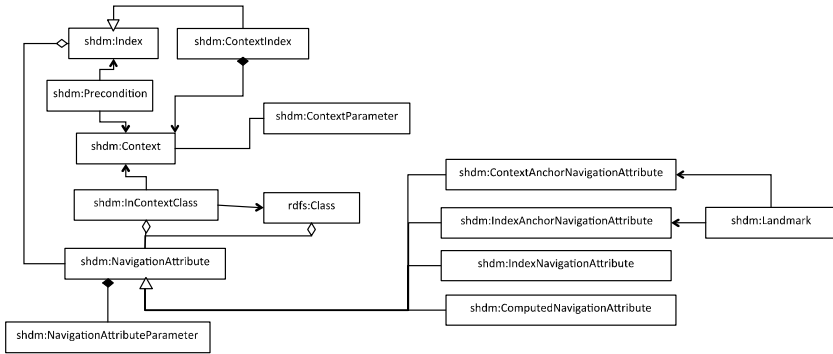 shdm:Index
shdm:ContextIndex
shdm:Precondition
shdm:ContextParameter
shdm:Context
shdm:ContextAnchorNavigationAttribute
shdm:InContextClass
rdfs:Class
shdm:IndexAnchorNavigationAttribute
shdm:Landmark
shdm:NavigationAttribute
shdm:IndexNavigationAttribute
shdm:ComputedNavigationAttribute
shdm:NavigationAttributeParameter